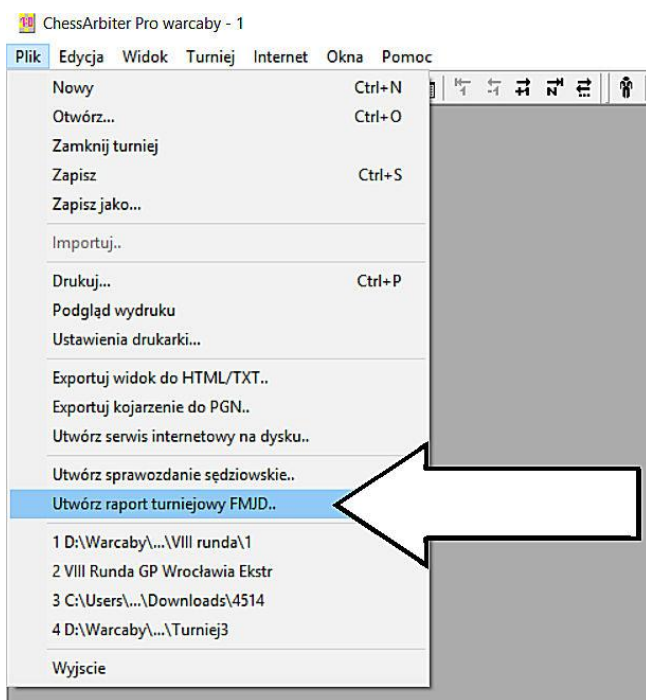 ChessArbiter Pro warcaby - 1
Plik Edycja Widok Turniej Internet Okna Pomoc
Nowy Ctrl+N
Otwórz... Ctrl+O
Zamknij turniej
Zapisz Ctrl+S
Zapisz jako...
Importuj..
Drukuj... Ctrl+P
Podgląd wydruku
Ustawienia drukarki...
Exportuj widok do HTML/TXT..
Exportuj kojarzenie do PGN..
Utwórz serwis internetowy na dysku..
Utwórz sprawozdanie sędziowskie..
Utwórz raport turniejowy FMJD..
1 D:\Warcaby\...\VIII runda\1
2 VIII Runda GP Wrocławia Ekstr
3 C:\Users\...\Downloads\4514
4 D:\Warcaby\...\Turniej3
Wyjscie